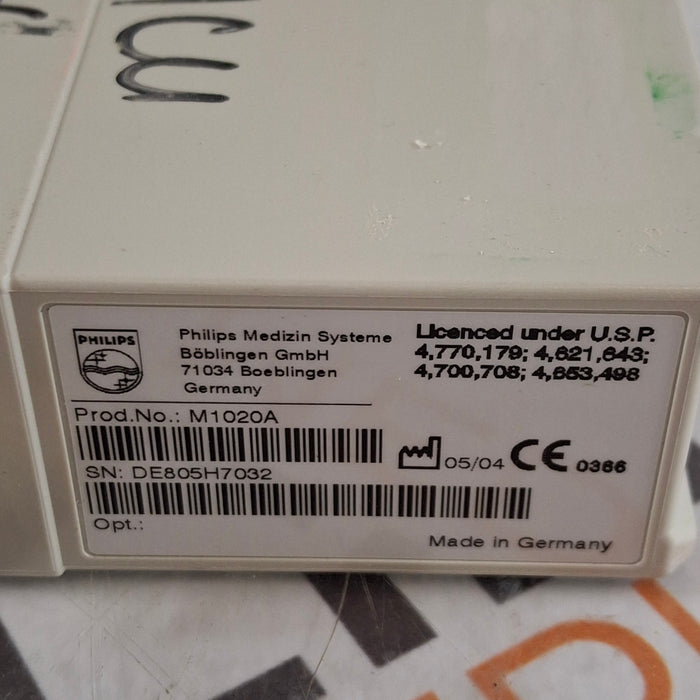 PHILIPS
Philips Medizin Systeme
Böblingen GmbH
71034 Boeblingen
Germany
Licenced under U.S.P.
4,770,179; 4,621,643;
4,700,708; 4,653,498
Prod.No.: M1020A
05/04
CE 0366
SN: DE805H7032
Opt.:
Made in Germany